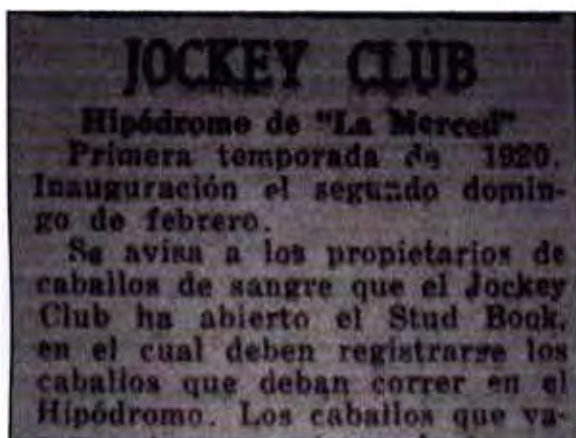 JOCKEY CLUB
Hipódromo de "La Merced"
Primera temporada de 1920.
Inauguración el segundo domin-
go de febrero.
Se avisa a los propietarios de
caballos de sangre que el Jockey
Club ha abierto el Stud Book,
en el cual deben registrarse los
caballos que deban correr en el
Hipódromo. Los caballos que va-